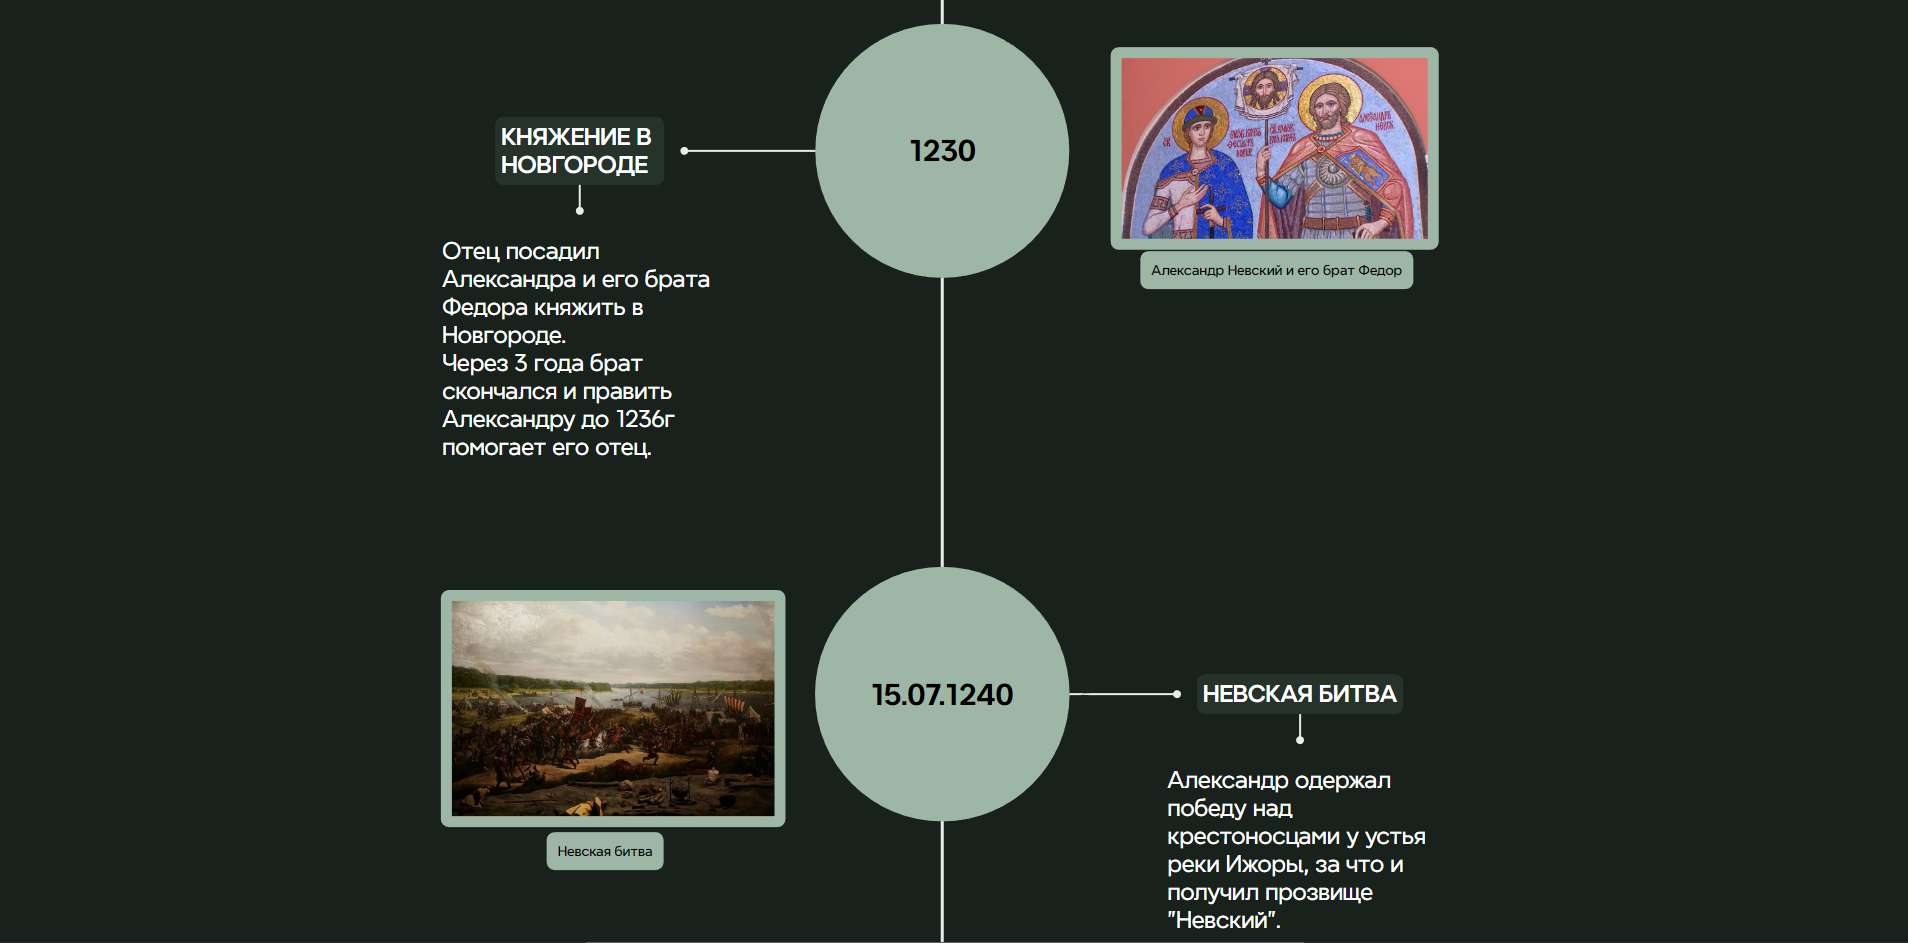 КНЯЖЕНИЕ В
НОВГОРОДЕ
1230
Отец посадил
Александра и его брата
Федора княжить в
Новгороде.
Через 3 года брат
скончался и править
Александру до 1236г
помогает его отец.
Александр Невский и его брат Федор
15.07.1240
Невская битва
НЕВСКАЯ БИТВА
Александр одержал
победу над
крестоносцами у устья
реки Ижоры, за что и
получил прозвище
"Невский".